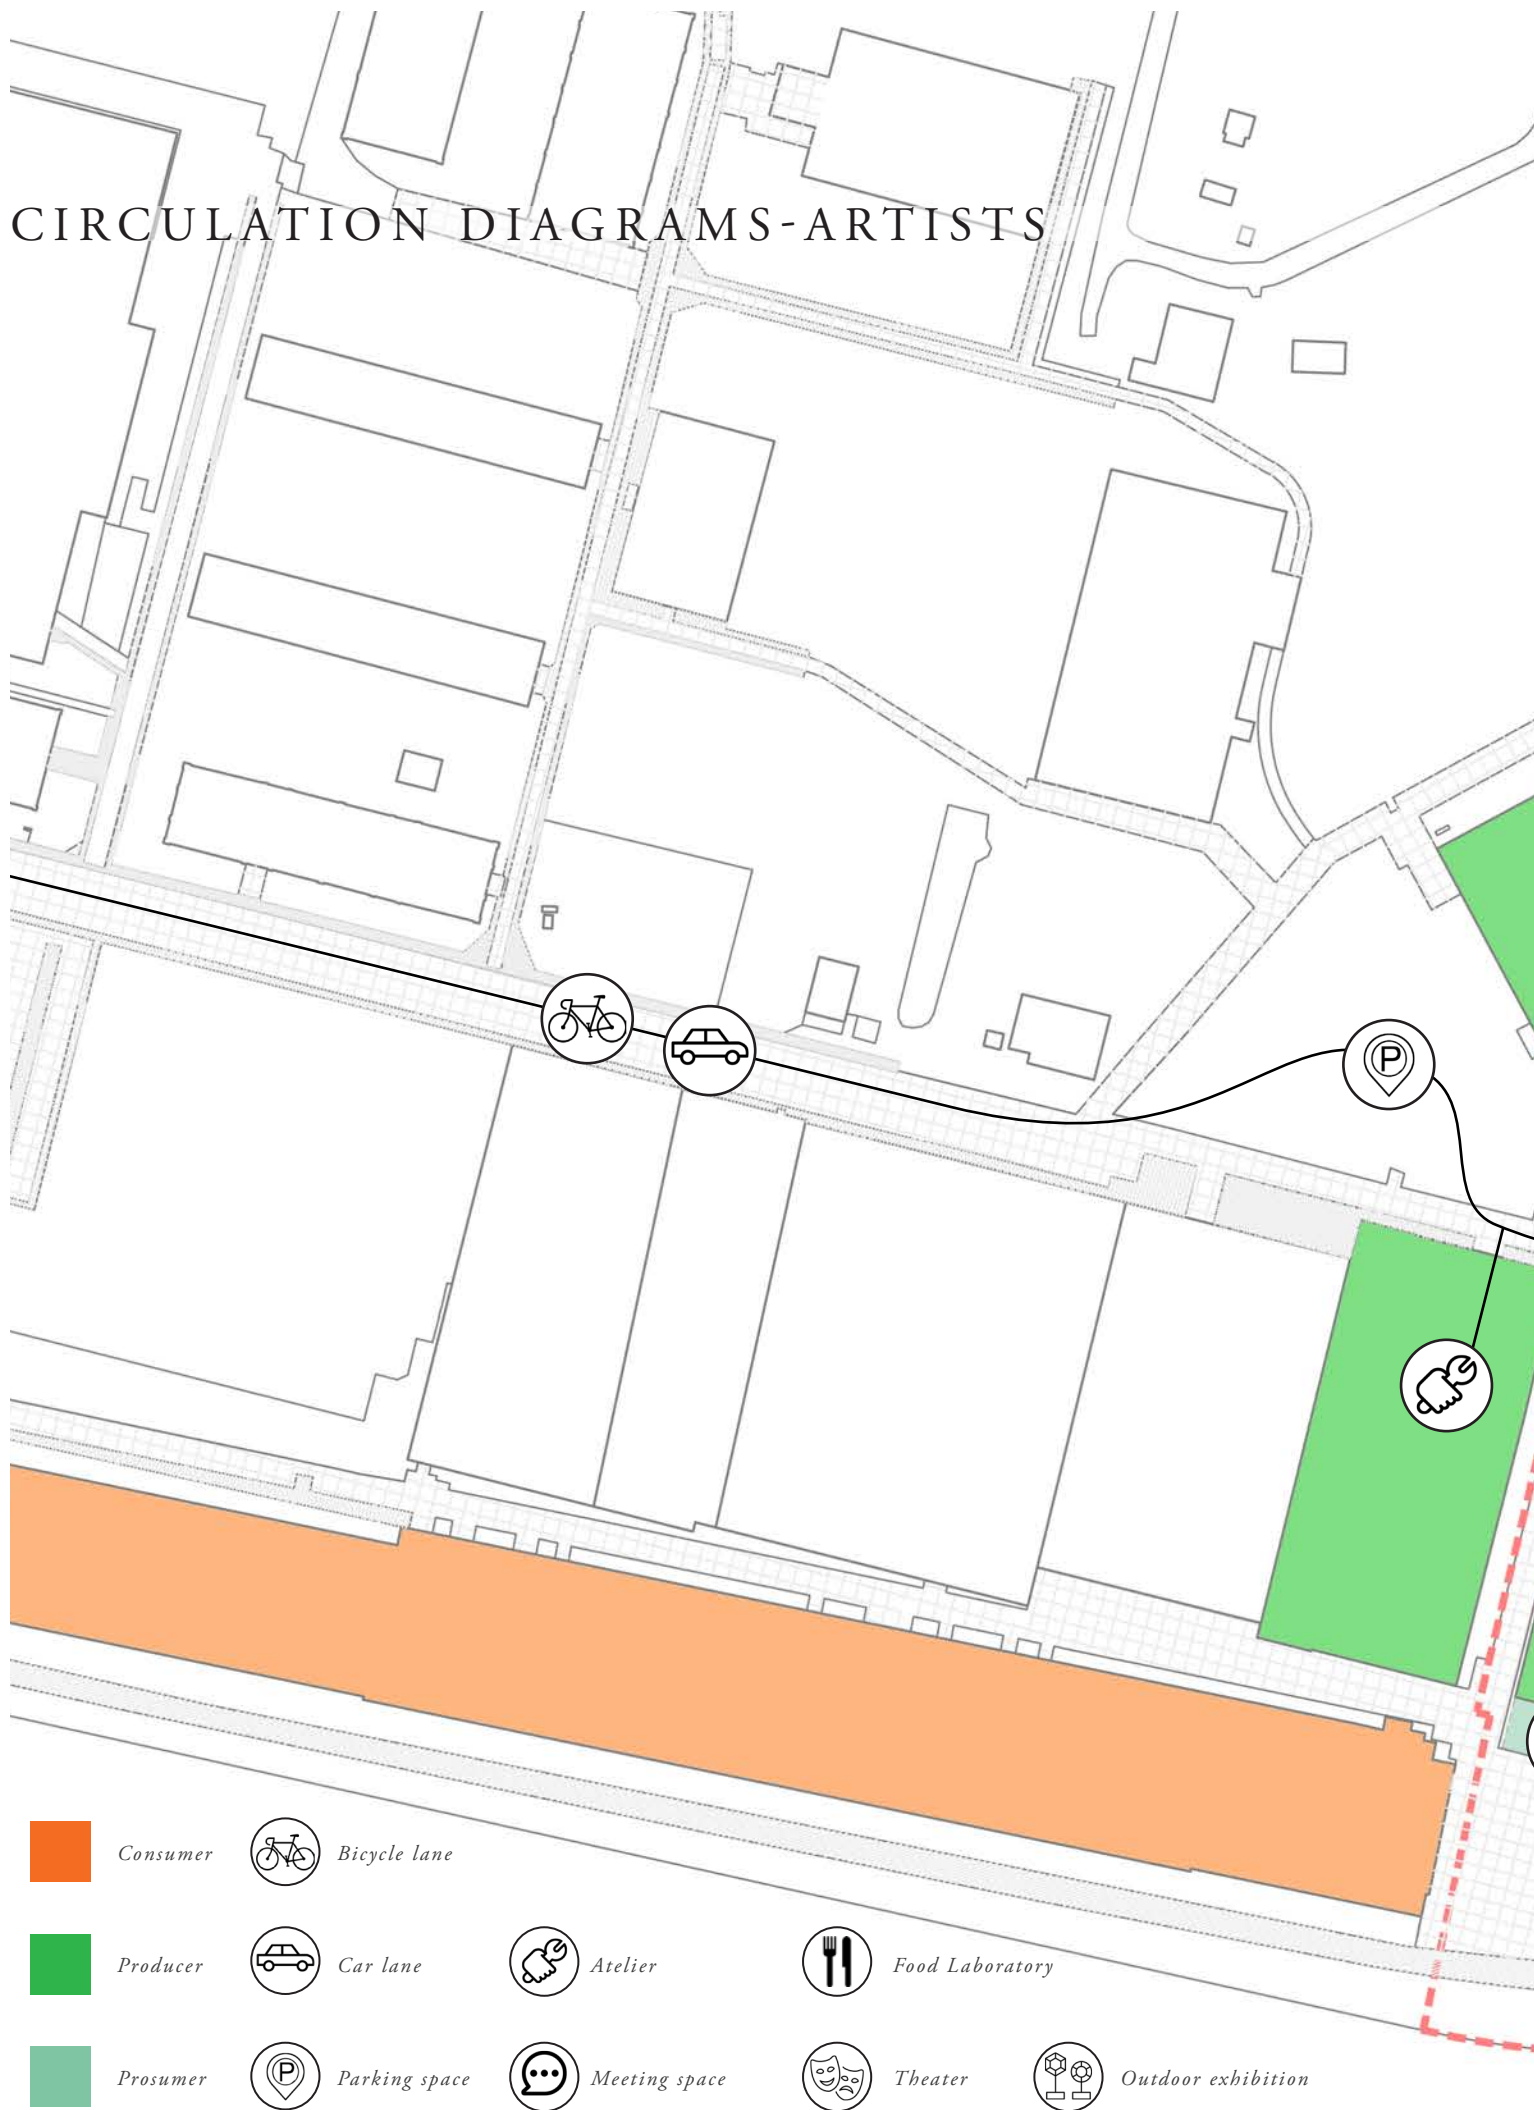 CIRCULATION DIAGRAMS-ARTISTS
P
Consumer Bicycle lane
Producer Car lane Atelier Food Laboratory
P
Prosumer Parking space Meeting space Theater Outdoor exhibition